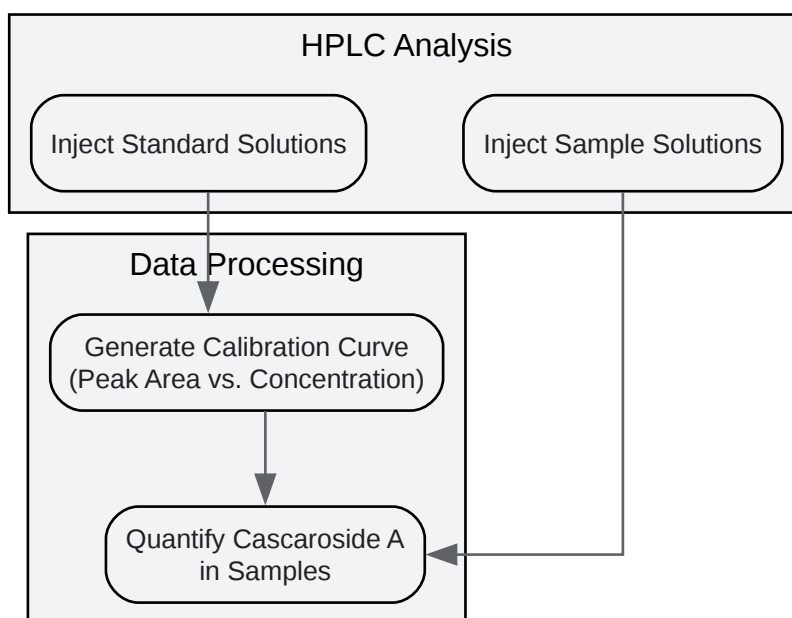 HPLC Analysis
Inject Standard Solutions
Inject Sample Solutions
Data Processing
Generate Calibration Curve
(Peak Area vs. Concentration)
Quantify Cascaroside A
in Samples